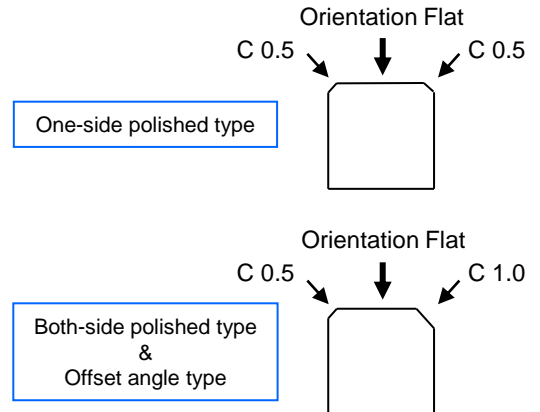 Orientation Flat
C 0.5
C 0.5
One-side polished type
Orientation Flat
C 0.5
C 1.0
Both-side polished type
&
Offset angle type